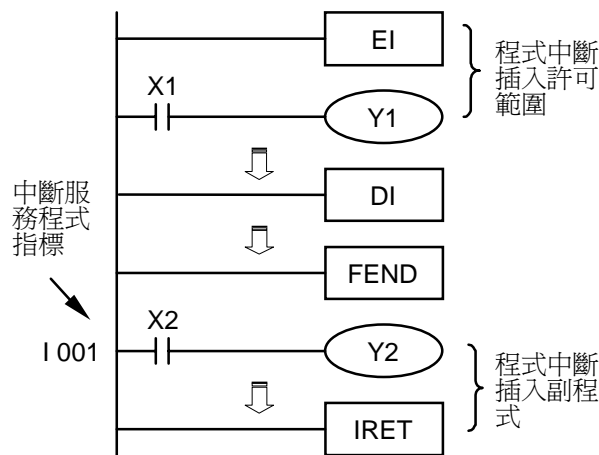 EI
程式中斷
插入許可
範圍
X1
Y1
中斷服
務程式
指標
DI
FEND
X2
I 001
Y2
程式中斷
插入副程
式
IRET